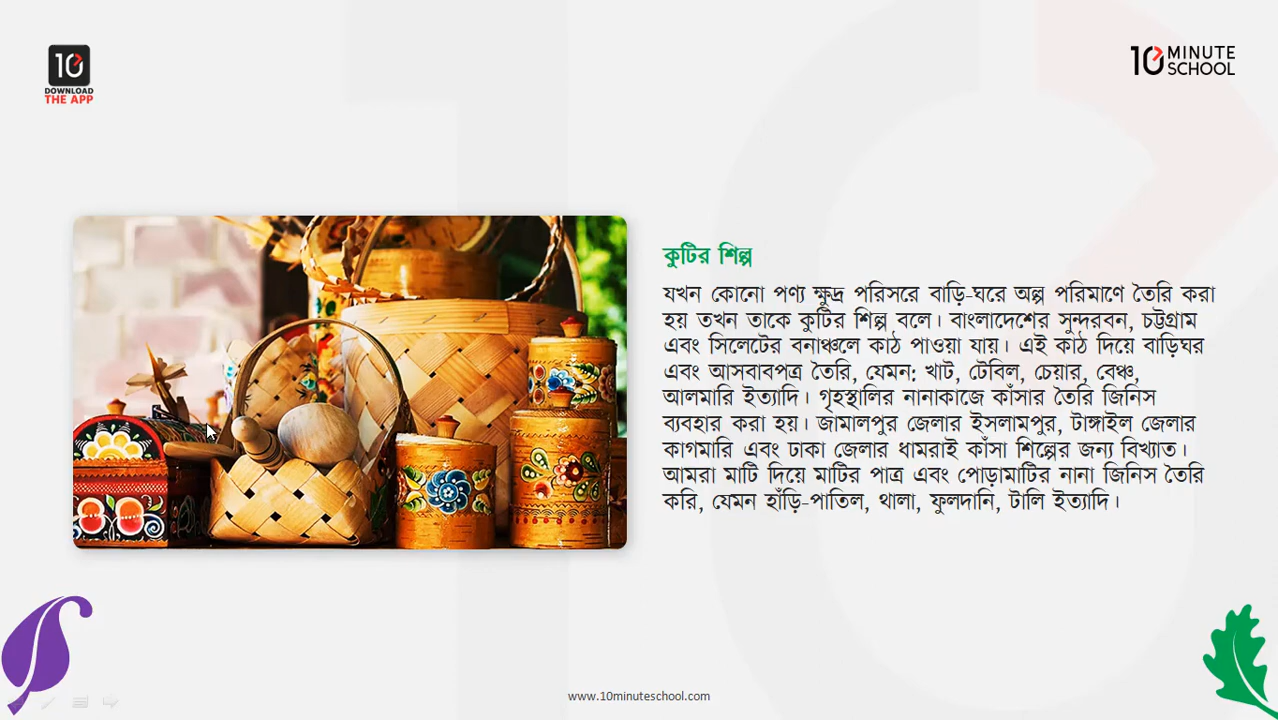 10
DOWNLOAD
THE APP
10 MINUTE
SCHOOL
কুটির শিল্প
যখন কোনো পণ্য ক্ষুদ্র পরিসরে বাড়ি-ঘরে অল্প পরিমাণে তৈরি করা
হয় তখন তাকে কুটির শিল্প বলে। বাংলাদেশের সুন্দরবন, চট্টগ্রাম
এবং সিলেটের বনাঞ্চলে কাঠ পাওয়া যায়। এই কাঠ দিয়ে বাড়িঘর
এবং আসবাবপত্র তৈরি, যেমন: খাট, টেবিল, চেয়ার, বেঞ্চ,
আলমারি ইত্যাদি। গৃহস্থালির নানাকাজে কাঁসার তৈরি জিনিস
ব্যবহার করা হয়। জামালপুর জেলার ইসলামপুর, টাঙ্গাইল জেলার
কাগমারি এবং ঢাকা জেলার ধামরাই কাঁসা শিল্পের জন্য বিখ্যাত।
আমরা মাটি দিয়ে মাটির পাত্র এবং পোড়ামাটির নানা জিনিস তৈরি
করি, যেমন হাঁড়ি-পাতিল, থালা, ফুলদানি, টালি ইত্যাদি।
www.10minuteschool.com